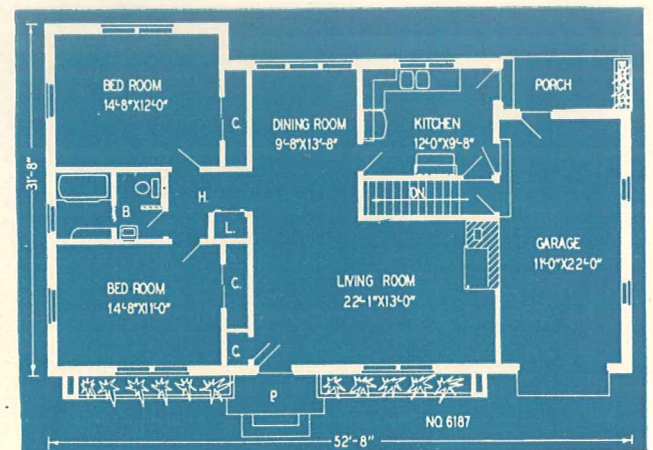 BED ROOM
14'-8"X12'-0"
C.
DINING ROOM
9'-8"X13'-8"
KITCHEN
12'-0"X9'-8"
PORCH
31'-8"
B.
H.
L.
DN.
GARAGE
11'-0"X22'-0"
BED ROOM
14'-8"X11'-0"
C.
C.
LIVING ROOM
22'-1"X13'-0"
P
NO. 6187
52'-8"